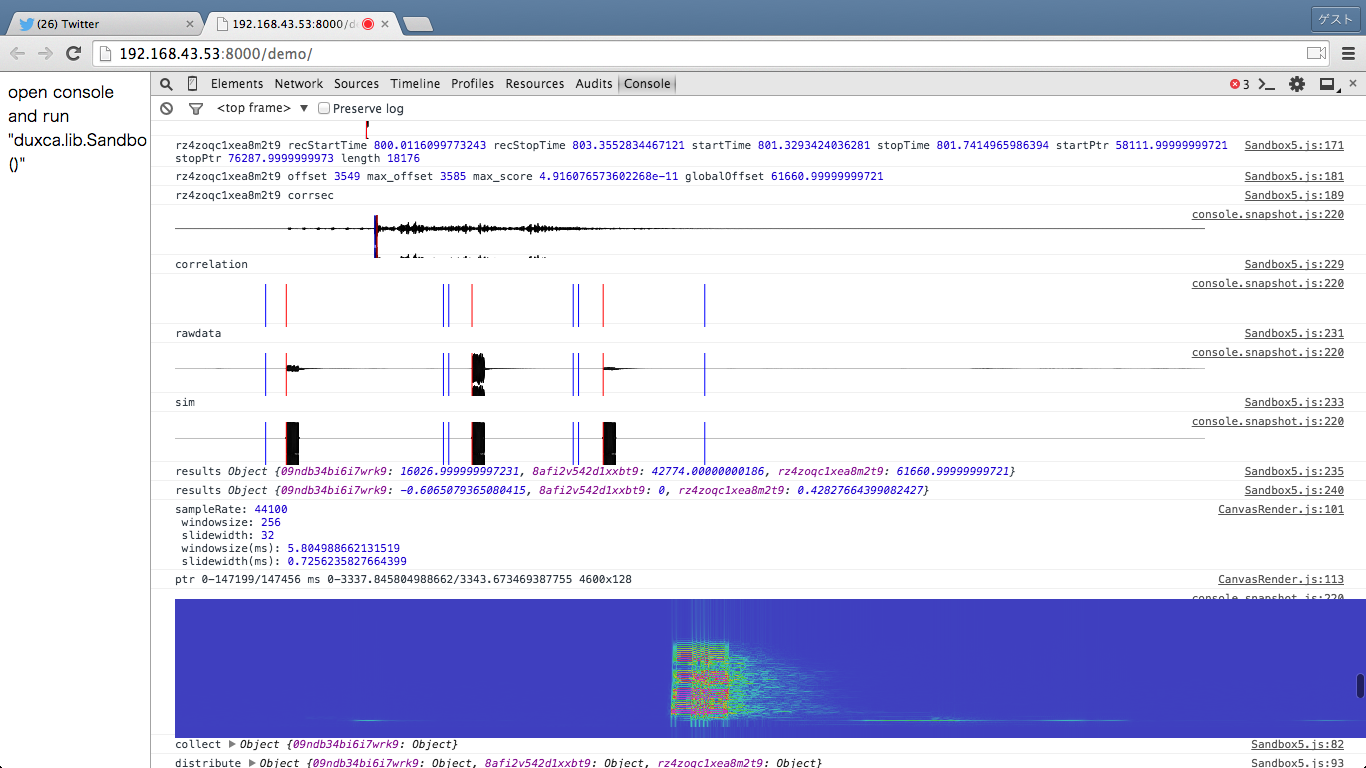 (26) Twitter
192.168.43.53:8000/d
ゲスト
192.168.43.53:8000/demo/
open console
and run
"duxca.lib.Sandbo
()"
Elements Network Sources Timeline Profiles Resources Audits Console
3
<top frame> ▼ Preserve log
rz4zoqc1xea8m2t9 recStartTime 800.0116099773243 recStopTime 803.3552834467121 startTime 801.3293424036281 stopTime 801.7414965986394 startPtr 58111.99999999721 Sandbox5.js:171
stopPtr 76287.9999999973 length 18176
rz4zoqc1xea8m2t9 offset 3549 max_offset 3585 max_score 4.916076573602268e-11 globalOffset 61660.99999999721 Sandbox5.js:181
rz4zoqc1xea8m2t9 corrsec Sandbox5.js:189
console.snapshot.js:220
correlation Sandbox5.js:229
console.snapshot.js:220
rawdata Sandbox5.js:231
console.snapshot.js:220
sim Sandbox5.js:233
console.snapshot.js:220
results Object {09ndb34bi6i7wrk9: 16026.999999997231, 8afi2v542d1xxbt9: 42774.00000000186, rz4zoqc1xea8m2t9: 61660.99999999721} Sandbox5.js:235
results Object {09ndb34bi6i7wrk9: -0.6065079365080415, 8afi2v542d1xxbt9: 0, rz4zoqc1xea8m2t9: 0.42827664399082427} Sandbox5.js:240
sampleRate: 44100 CanvasRender.js:101
windowsize: 256
slidewidth: 32
windowsize(ms): 5.804988662131519
slidewidth(ms): 0.7256235827664399
ptr 0-147199/147456 ms 0-3337.845804988662/3343.673469387755 4600x128 CanvasRender.js:113
console.snapshot.js:220
collect ▶ Object {09ndb34bi6i7wrk9: Object} Sandbox5.js:82
distribute ▶ Object {09ndb34bi6i7wrk9: Object, 8afi2v542d1xxbt9: Object, rz4zoqc1xea8m2t9: Object} Sandbox5.js:93